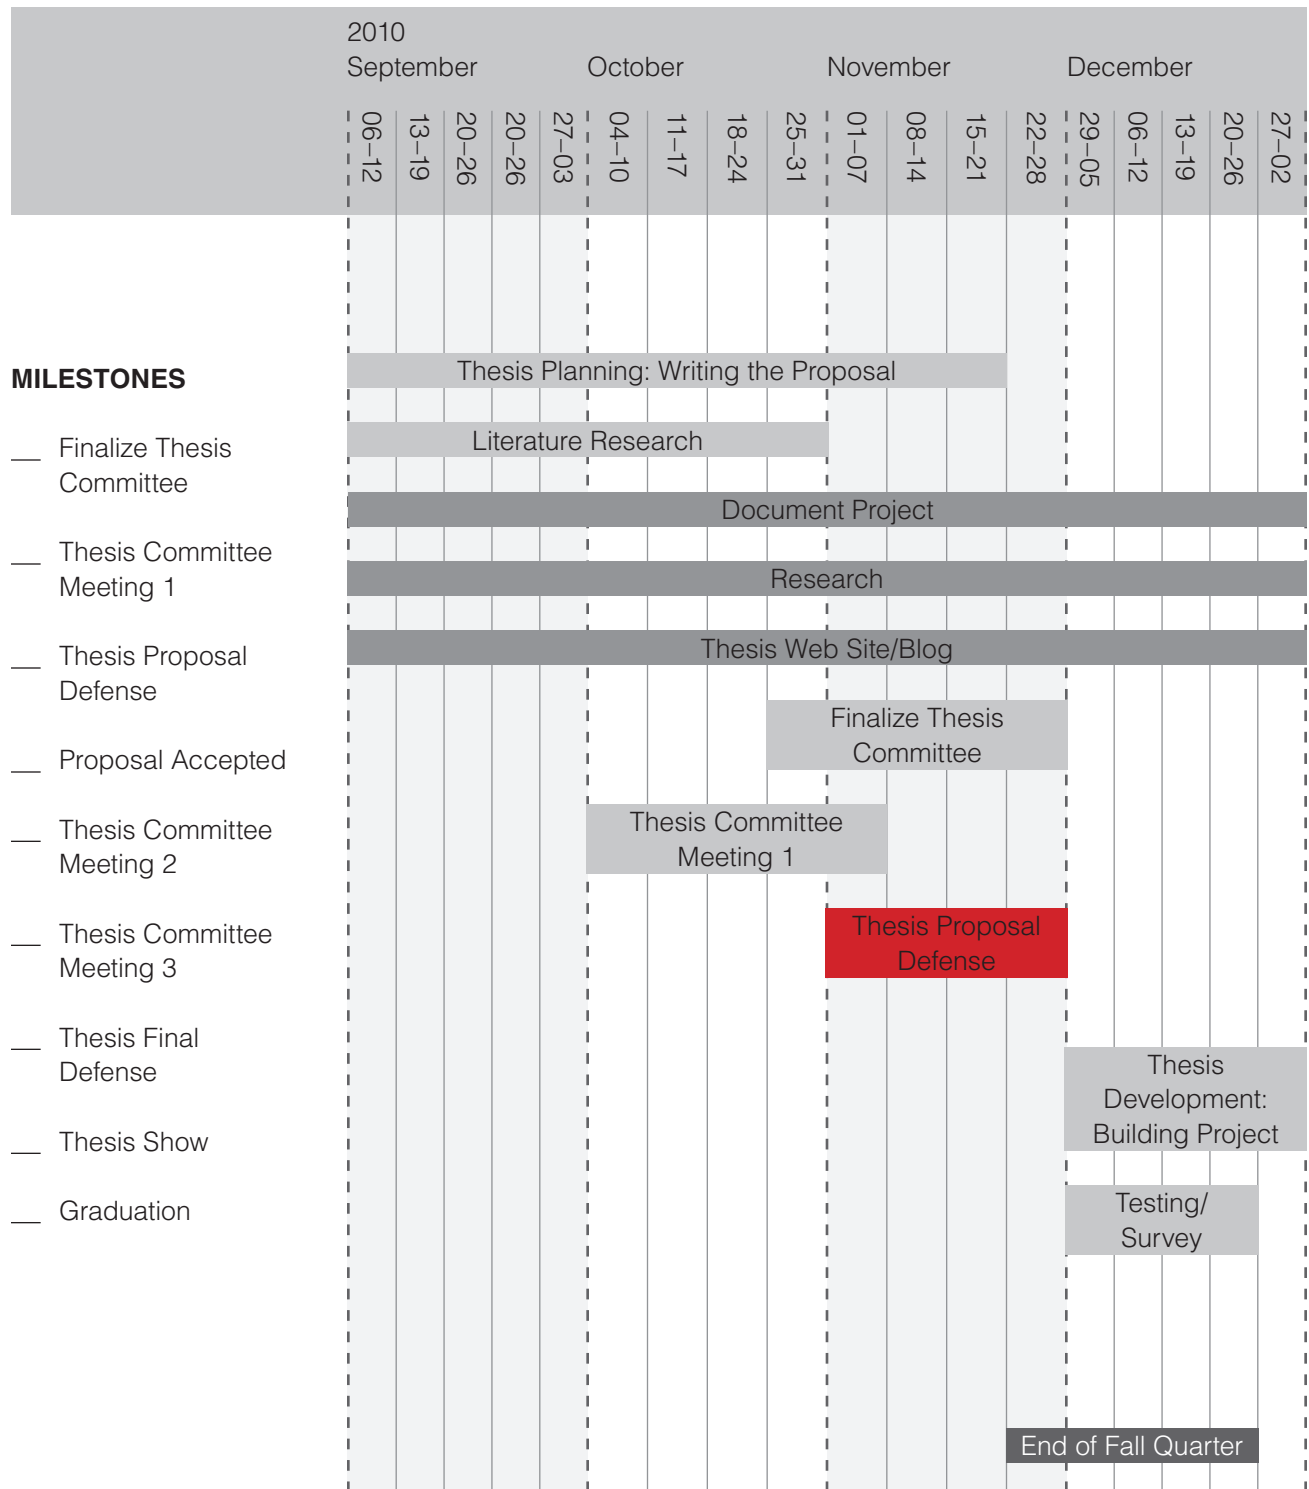 2010
September
October
November
December
06–12
13–19
20–26
20–26
27–03
04–10
11–17
18–24
25–31
01–07
08–14
15–21
22–28
29–05
06–12
13–19
20–26
27–02
MILESTONES
__ Finalize Thesis
Committee
__ Thesis Committee
Meeting 1
__ Thesis Proposal
Defense
__ Proposal Accepted
__ Thesis Committee
Meeting 2
__ Thesis Committee
Meeting 3
__ Thesis Final
Defense
__ Thesis Show
__ Graduation
Thesis Planning: Writing the Proposal
Literature Research
Document Project
Research
Thesis Web Site/Blog
Finalize Thesis
Committee
Thesis Committee
Meeting 1
Thesis Proposal
Defense
Thesis
Development:
Building Project
Testing/
Survey
End of Fall Quarter